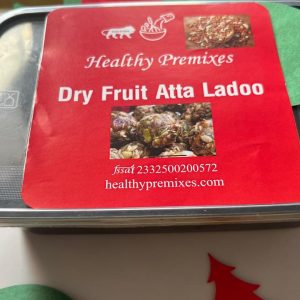 Healthy Premixes
Dry Fruit Atta Ladoo
fssai 2332500200572
healthypremixes.com